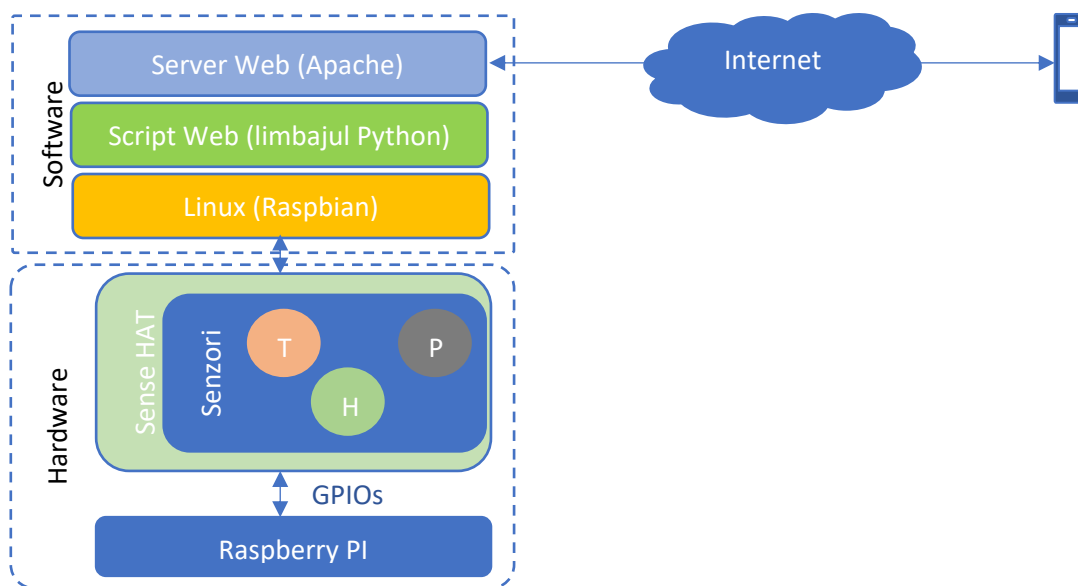 Software
Server Web (Apache)
Script Web (limbajul Python)
Linux (Raspbian)
Internet
Hardware
Sense HAT
Senzori
T
P
H
GPIOs
Raspberry PI